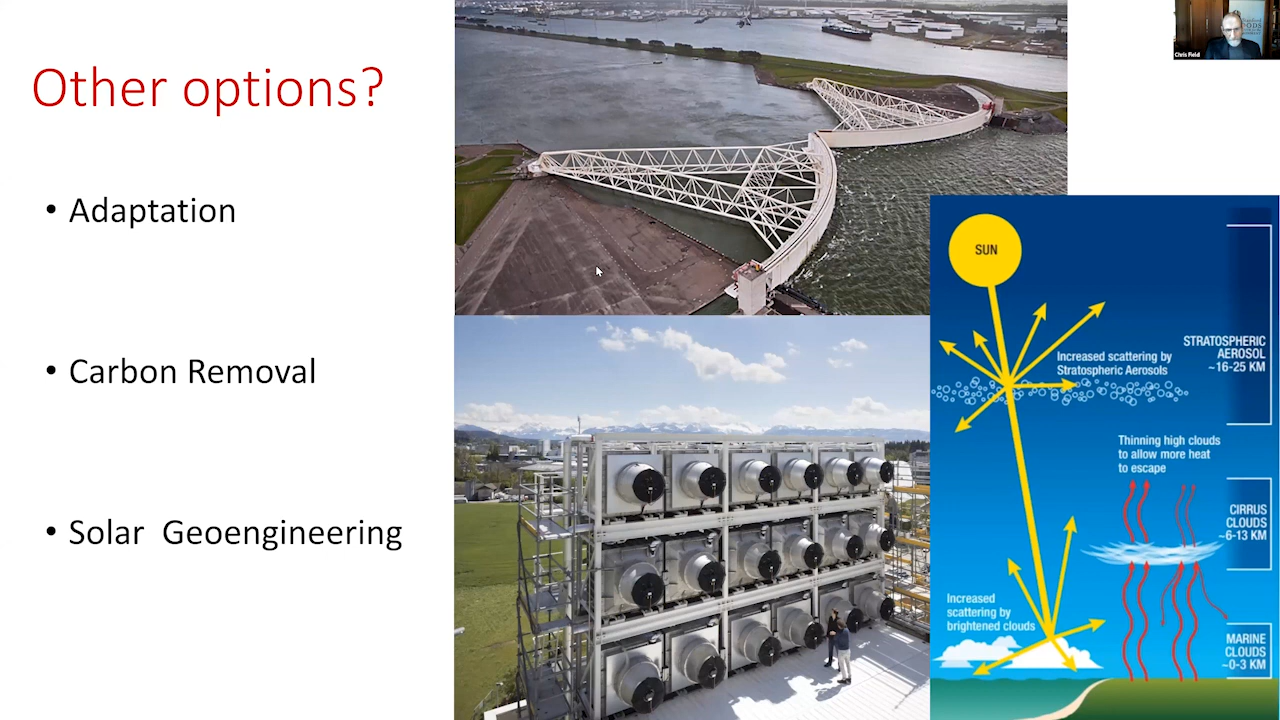 Other options?
• Adaptation
• Carbon Removal
• Solar  Geoengineering
Chris Field
SUN
Increased scattering by
Stratospheric Aerosols
STRATOSPHERIC
AEROSOL
~16-25 KM
Thinning high clouds
to allow more heat
to escape
CIRRUS
CLOUDS
~6-13 KM
Increased
scattering by
brightened clouds
MARINE
CLOUDS
~0-3 KM